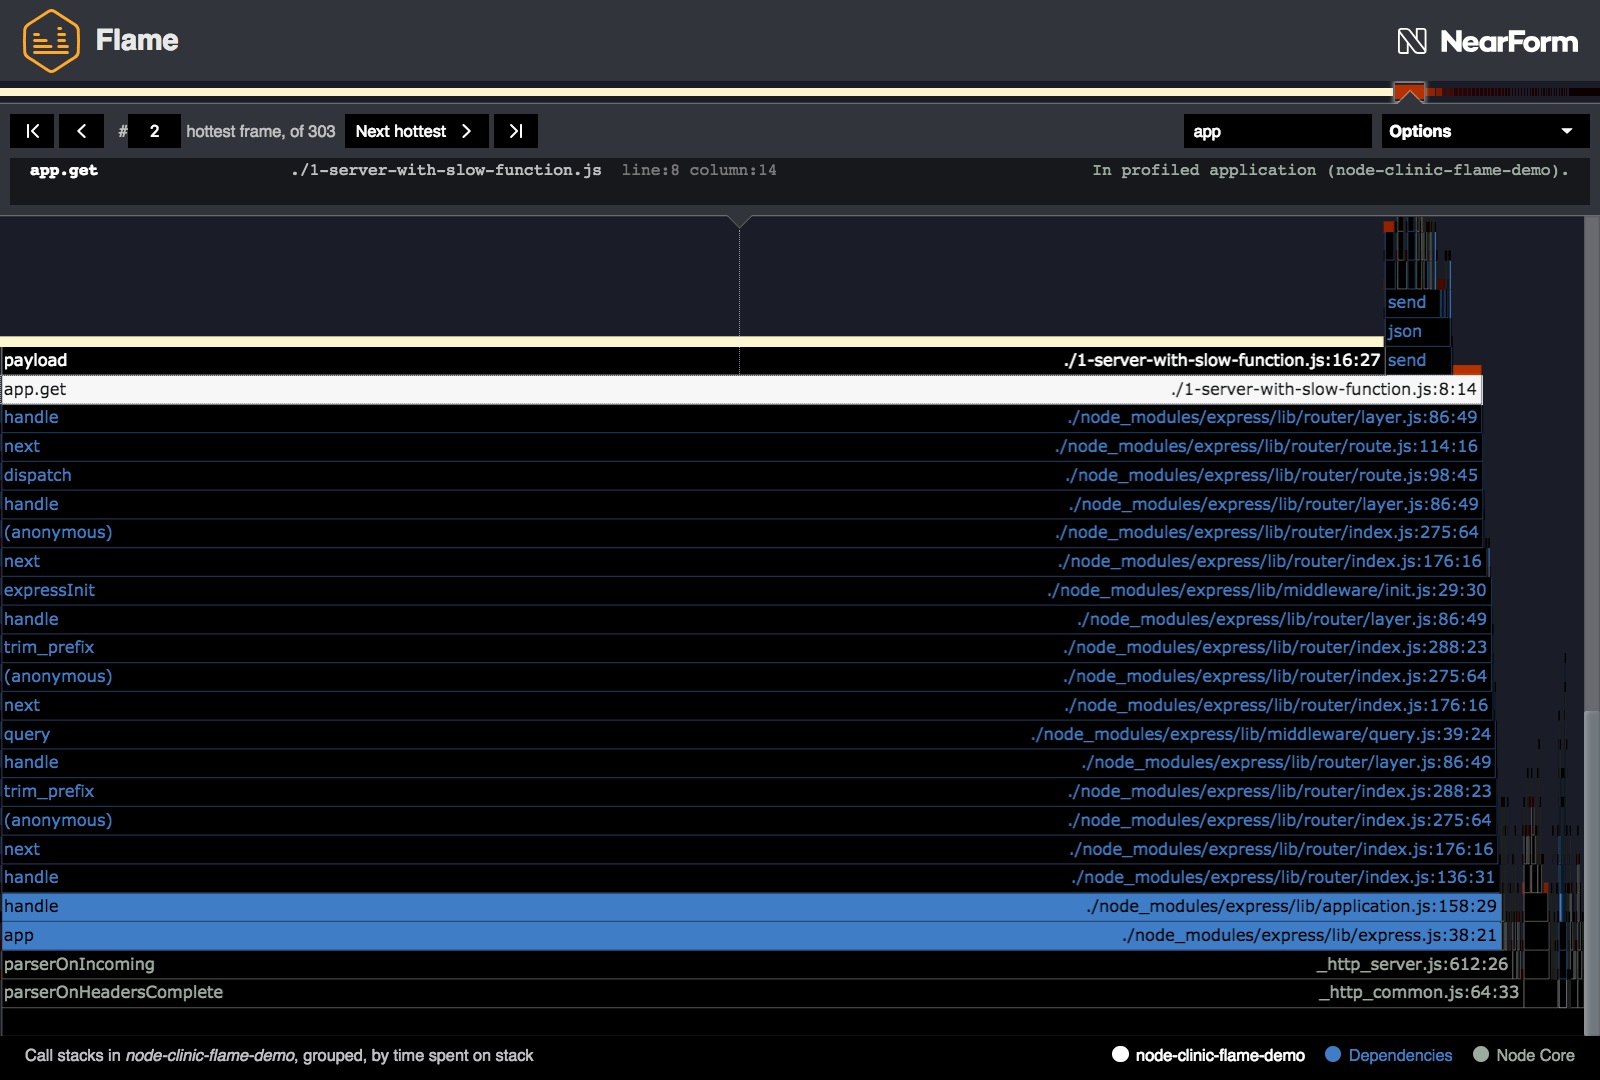 Flame
NearForm
# 2 hottest frame, of 303 Next hottest
app
Options
app.get ./1-server-with-slow-function.js line:8 column:14 In profiled application (node-clinic-flame-demo).
send
json
payload ./1-server-with-slow-function.js:16:27 send
app.get ./1-server-with-slow-function.js:8:14
handle ./node_modules/express/lib/router/layer.js:86:49
next ./node_modules/express/lib/router/route.js:114:16
dispatch ./node_modules/express/lib/router/route.js:98:45
handle ./node_modules/express/lib/router/layer.js:86:49
(anonymous) ./node_modules/express/lib/router/index.js:275:64
next ./node_modules/express/lib/router/index.js:176:16
expressInit ./node_modules/express/lib/middleware/init.js:29:30
handle ./node_modules/express/lib/router/layer.js:86:49
trim_prefix ./node_modules/express/lib/router/index.js:288:23
(anonymous) ./node_modules/express/lib/router/index.js:275:64
next ./node_modules/express/lib/router/index.js:176:16
query ./node_modules/express/lib/middleware/query.js:39:24
handle ./node_modules/express/lib/router/layer.js:86:49
trim_prefix ./node_modules/express/lib/router/index.js:288:23
(anonymous) ./node_modules/express/lib/router/index.js:275:64
next ./node_modules/express/lib/router/index.js:176:16
handle ./node_modules/express/lib/router/index.js:136:31
handle ./node_modules/express/lib/application.js:158:29
app ./node_modules/express/lib/express.js:38:21
parserOnIncoming _http_server.js:612:26
parserOnHeadersComplete _http_common.js:64:33
Call stacks in node-clinic-flame-demo, grouped, by time spent on stack
node-clinic-flame-demo Dependencies Node Core